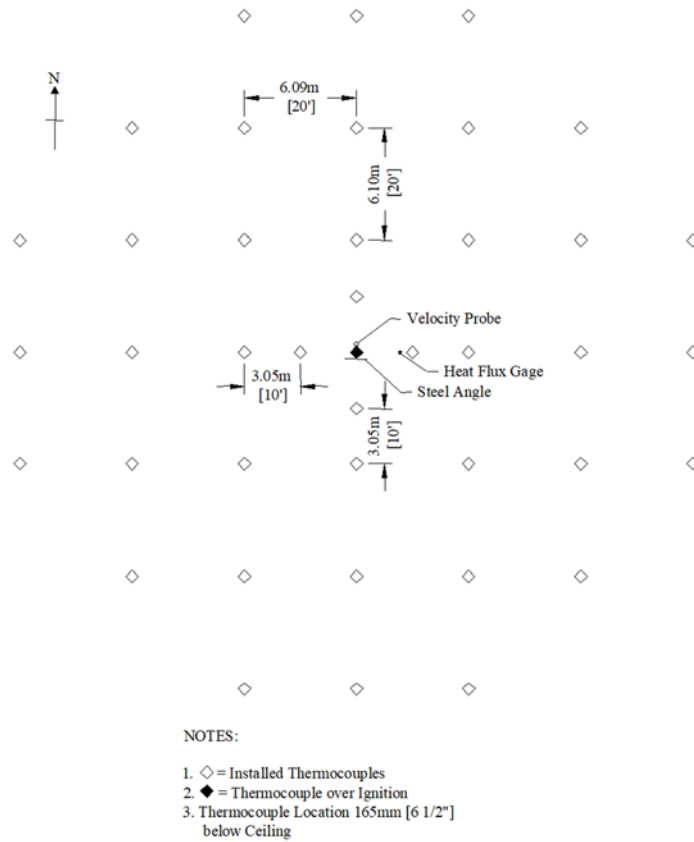 N
6.09m
[20']
6.10m
[20']
Velocity Probe
Heat Flux Gage
Steel Angle
3.05m
[10']
3.05m
[10']
NOTES:
1. ◇ = Installed Thermocouples
2. ◆ = Thermocouple over Ignition
3. Thermocouple Location 165mm [6 1/2"]
below Ceiling